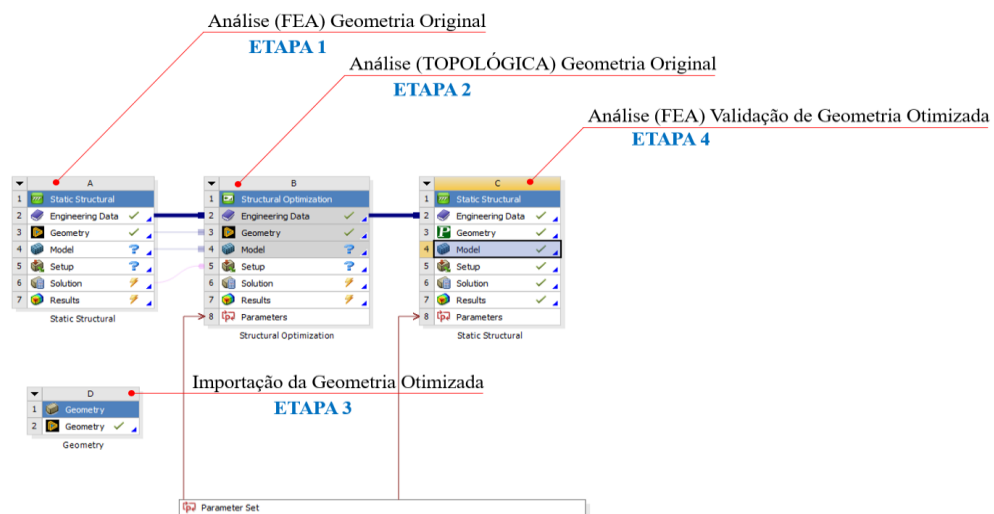 Análise (FEA) Geometria Original
ETAPA 1
Análise (TOPOLÓGICA) Geometria Original
ETAPA 2
Análise (FEA) Validação de Geometria Otimizada
ETAPA 4
A
1 Static Structural
2 Engineering Data
3 Geometry
4 Model ?
5 Setup
6 Solution
7 Results
Static Structural
B
1 Structural Optimization
2 Engineering Data
3 Geometry
4 Model ?
5 Setup ?
6 Solution
7 Results
8 Parameters
Structural Optimization
C
1 Static Structural
2 Engineering Data
3 Geometry
4 Model
5 Setup
6 Solution
7 Results
8 Parameters
Static Structural
Importação da Geometria Otimizada
ETAPA 3
D
1 Geometry
2 Geometry
Geometry
Parameter Set